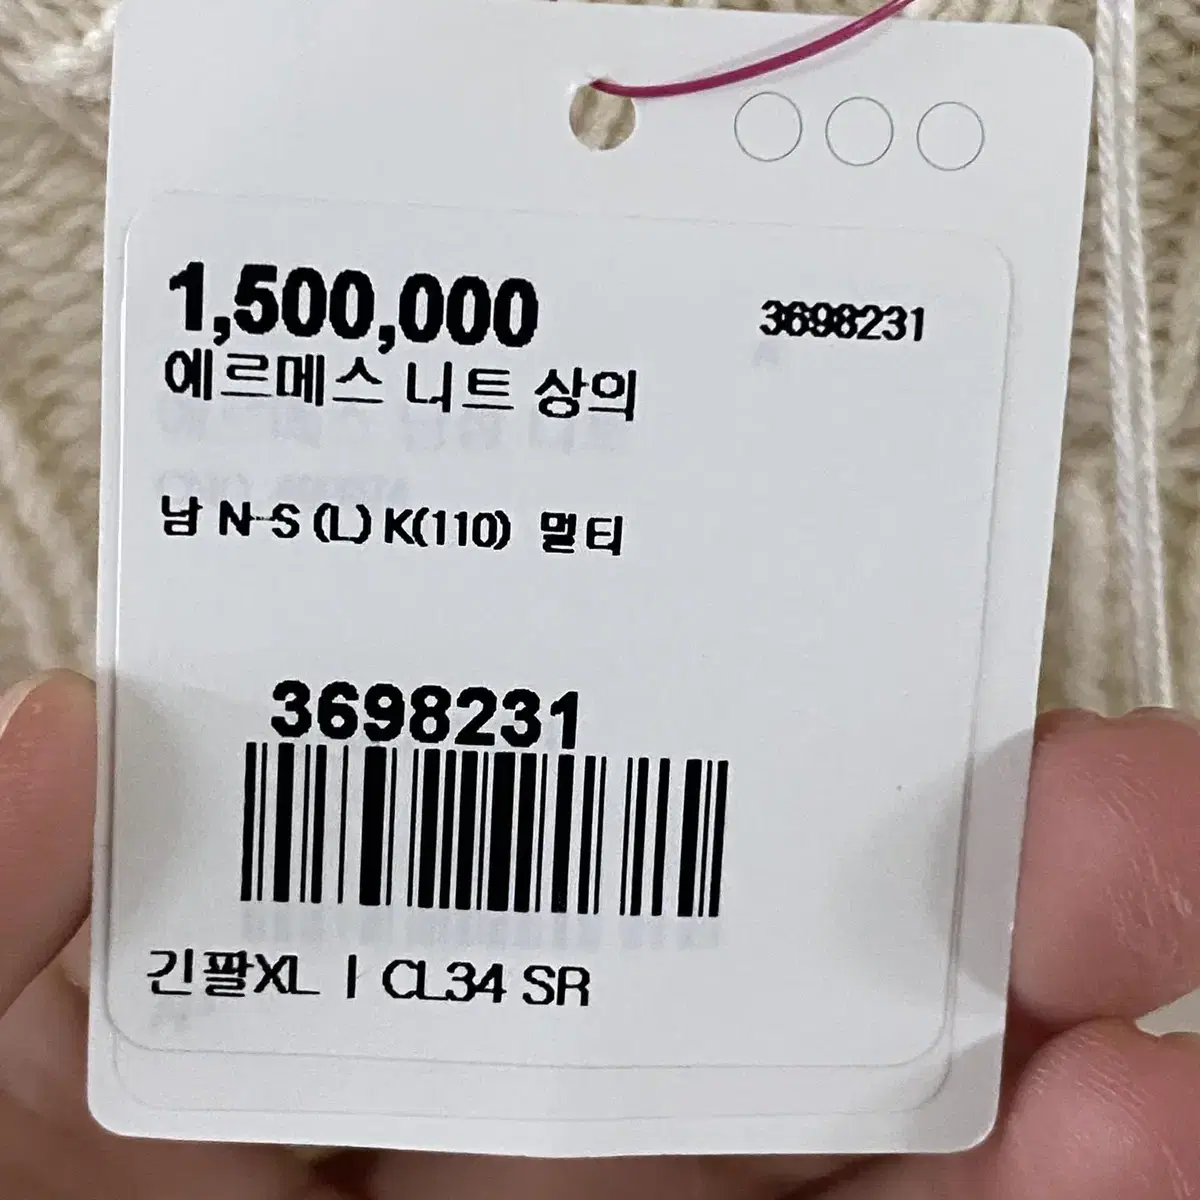 1,500,000
3698231
에르메스 니트 상의
남 N-S (L) K(110) 멀티
3698231
긴팔XL I CL34 SR